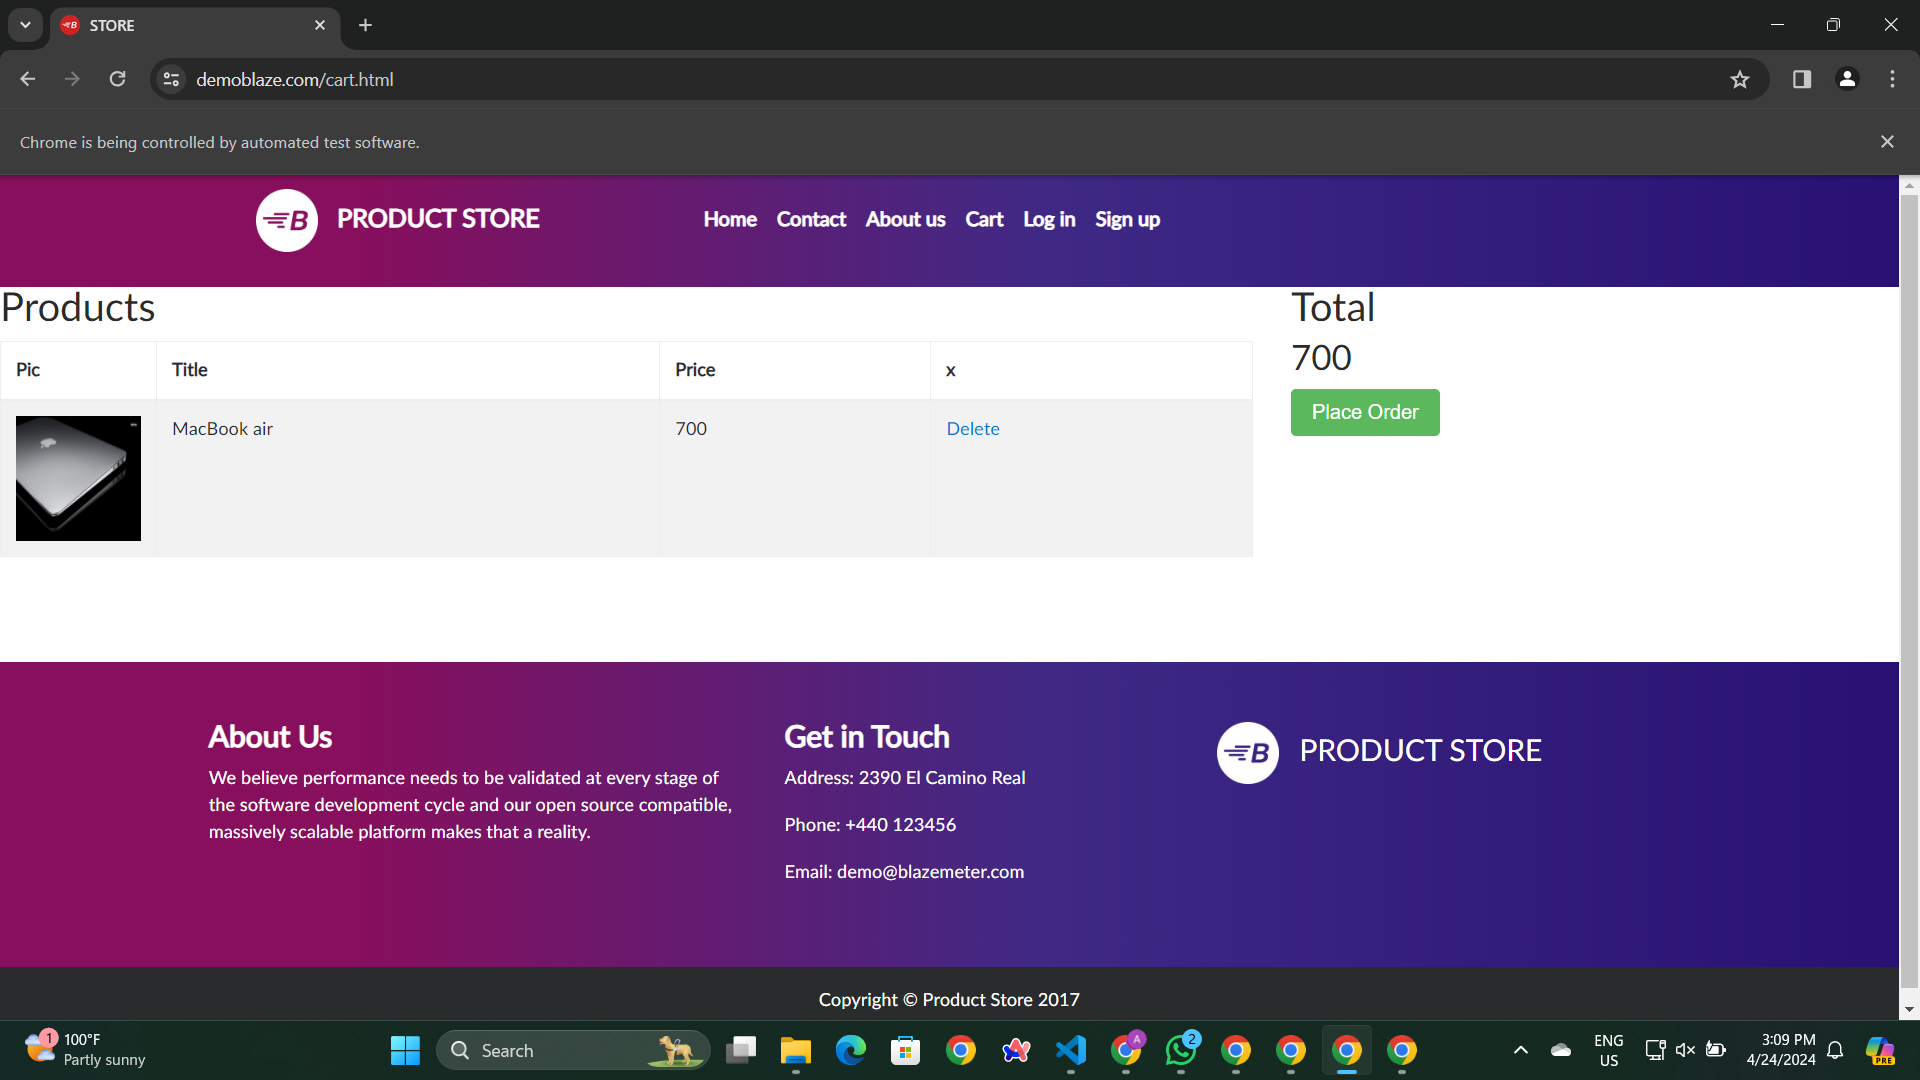 STORE
demoblaze.com/cart.html
Chrome is being controlled by automated test software.
B PRODUCT STORE Home Contact About us Cart Log in Sign up
Products
Pic Title Price x
MacBook air 700 Delete
Total
700
Place Order
About Us
We believe performance needs to be validated at every stage of
the software development cycle and our open source compatible,
massively scalable platform makes that a reality.
Get in Touch
Address: 2390 El Camino Real
Phone: +440 123456
Email: demo@blazemeter.com
B PRODUCT STORE
Copyright © Product Store 2017
1 100°F
Partly sunny
Search
A
2
ENG
US
3:09 PM
4/24/2024
PRE